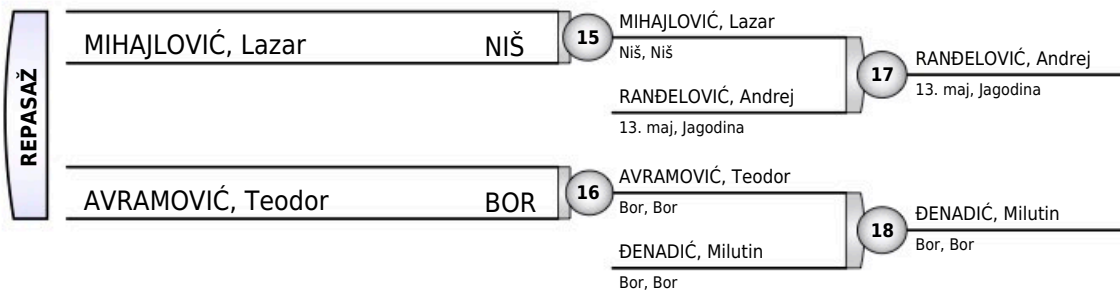 REPASAŽ
MIHAJLOVIĆ, Lazar NIŠ
15
MIHAJLOVIĆ, Lazar
Niš, Niš
RANĐELOVIĆ, Andrej
13. maj, Jagodina
17
RANĐELOVIĆ, Andrej
13. maj, Jagodina
AVRAMOVIĆ, Teodor BOR
16
AVRAMOVIĆ, Teodor
Bor, Bor
ĐENADIĆ, Milutin
Bor, Bor
18
ĐENADIĆ, Milutin
Bor, Bor